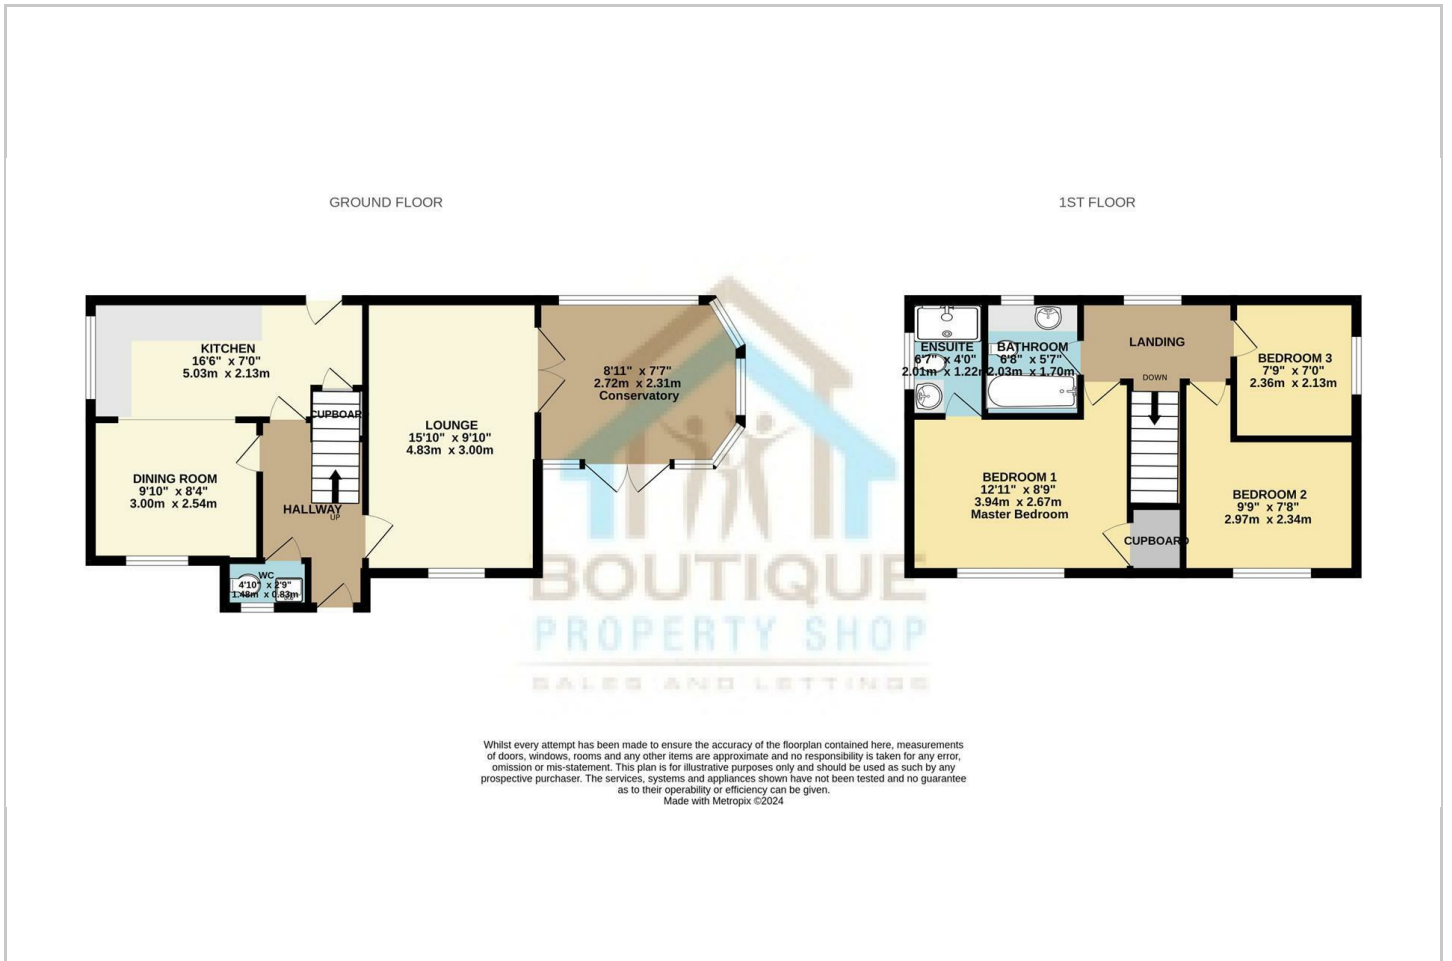 GROUND FLOOR
1ST FLOOR
KITCHEN
16'6" x 7'0"
5.03m x 2.13m
CUPBOARD
DINING ROOM
9'10" x 8'4"
3.00m x 2.54m
HALLWAY
UP
WC
4'10" x 2'9"
1.48m x 0.83m
LOUNGE
15'10" x 9'10"
4.83m x 3.00m
8'11" x 7'7"
2.72m x 2.31m
Conservatory
ENSUITE
6'7" x 4'0"
2.01m x 1.22m
BATHROOM
6'8" x 5'7"
2.03m x 1.70m
LANDING
DOWN
BEDROOM 3
7'9" x 7'0"
2.36m x 2.13m
BEDROOM 1
12'11" x 8'9"
3.94m x 2.67m
Master Bedroom
CUPBOARD
BEDROOM 2
9'9" x 7'8"
2.97m x 2.34m
BOUTIQUE
PROPERTY SHOP
SALES AND LETTINGS
Whilst every attempt has been made to ensure the accuracy of the floorplan contained here, measurements
of doors, windows, rooms and any other items are approximate and no responsibility is taken for any error,
omission or mis-statement. This plan is for illustrative purposes only and should be used as such by any
prospective purchaser. The services, systems and appliances shown have not been tested and no guarantee
as to their operability or efficiency can be given.
Made with Metropix ©2024